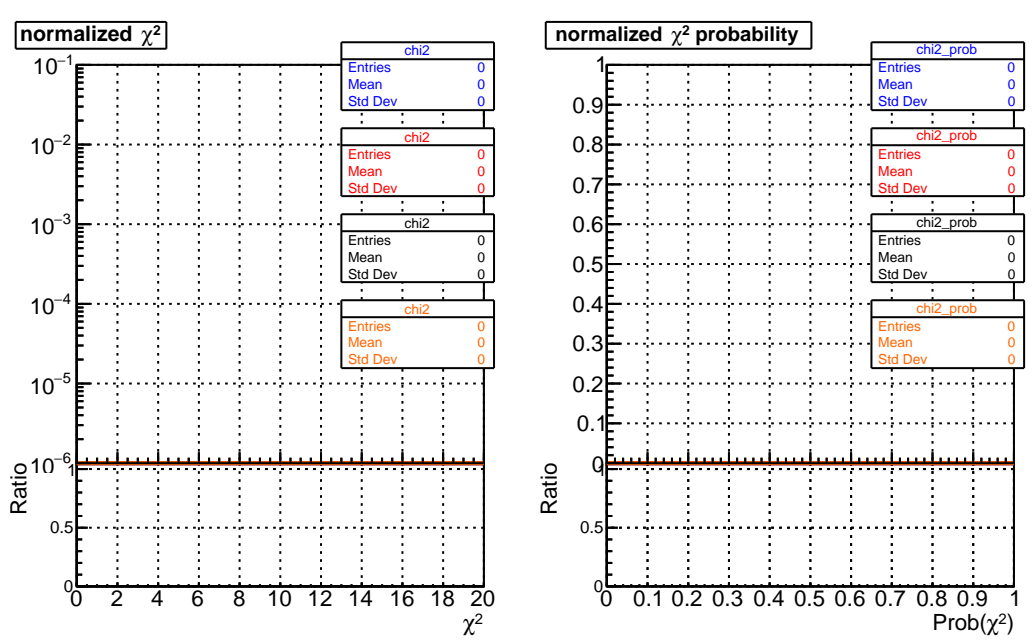 normalized χ²
chi2
Entries 0
Mean 0
Std Dev 0
chi2
Entries 0
Mean 0
Std Dev 0
chi2
Entries 0
Mean 0
Std Dev 0
chi2
Entries 0
Mean 0
Std Dev 0
10⁻¹
10⁻²
10⁻³
10⁻⁴
10⁻⁵
10⁻⁶
Ratio
1
0.5
0
0 2 4 6 8 10 12 14 16 18 20
χ²
normalized χ² probability
chi2_prob
Entries 0
Mean 0
Std Dev 0
chi2_prob
Entries 0
Mean 0
Std Dev 0
chi2_prob
Entries 0
Mean 0
Std Dev 0
chi2_prob
Entries 0
Mean 0
Std Dev 0
1
0.9
0.8
0.7
0.6
0.5
0.4
0.3
0.2
0.1
0
Ratio
1
0.5
0
0 0.1 0.2 0.3 0.4 0.5 0.6 0.7 0.8 0.9 1
Prob(χ²)